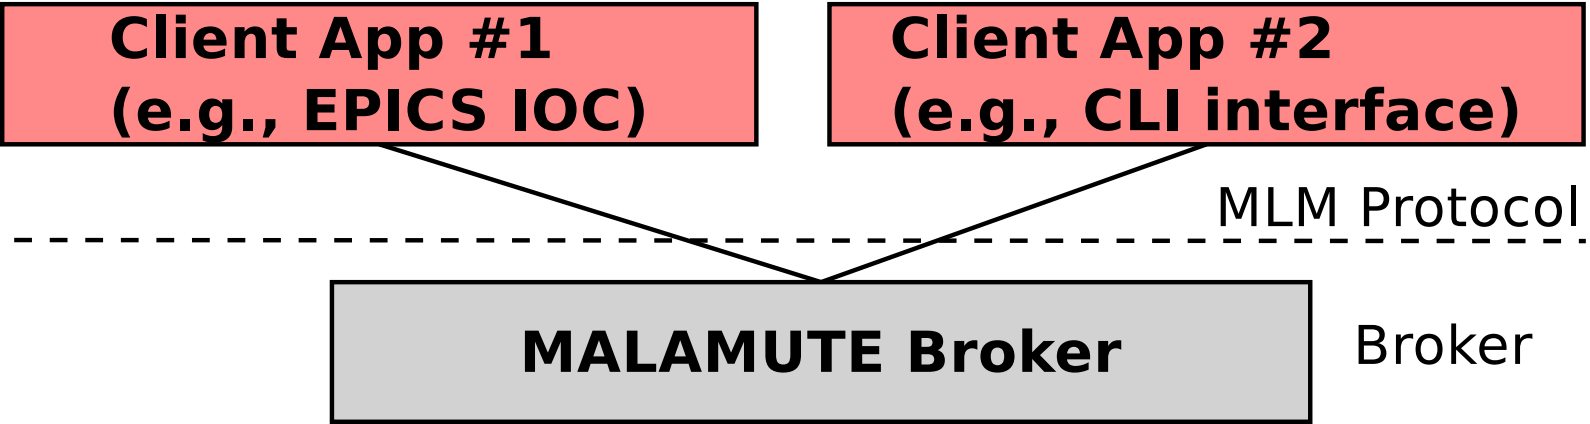 Client App #1
(e.g., EPICS IOC)
Client App #2
(e.g., CLI interface)
MLM Protocol
MALAMUTE Broker
Broker